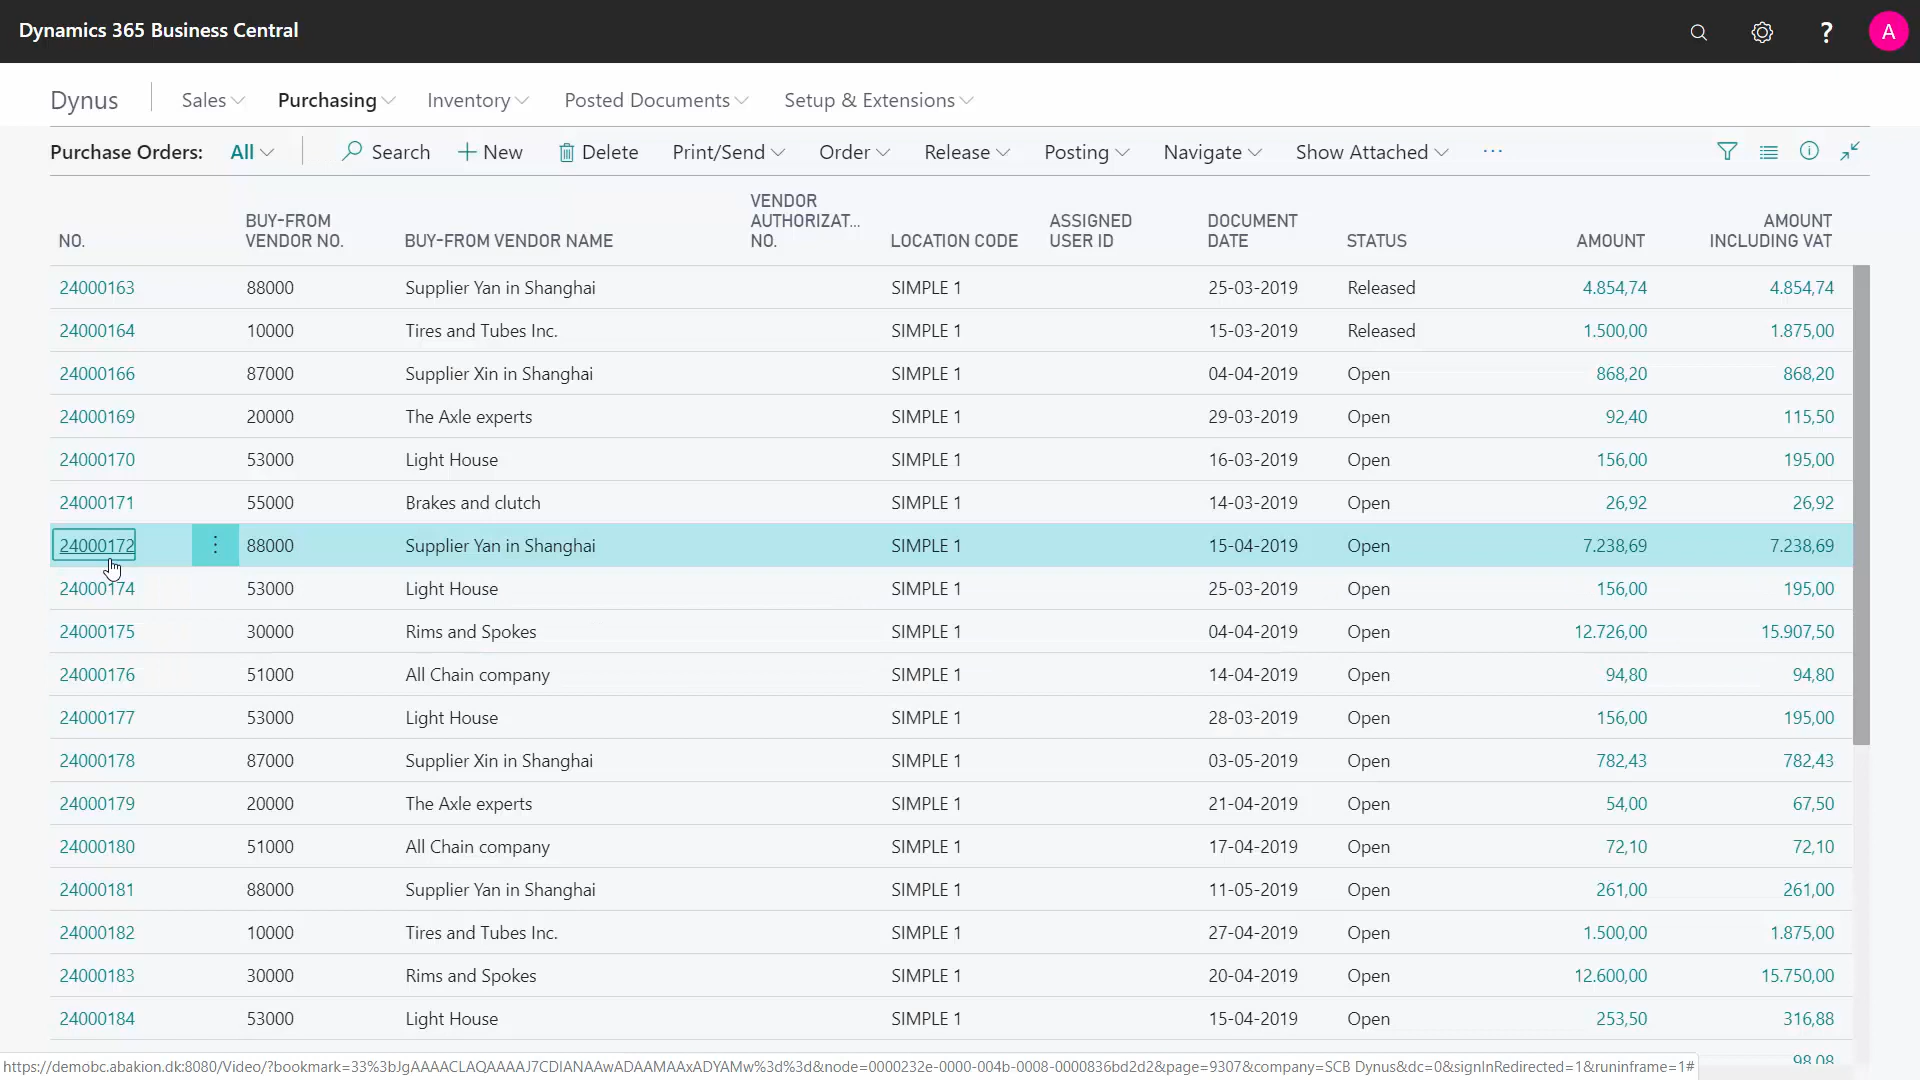 Dynamics 365 Business Central
? A
Dynus Sales Purchasing Inventory Posted Documents Setup & Extensions
Purchase Orders: All Search + New Delete Print/Send Order Release Posting Navigate Show Attached ...
NO. BUY-FROM VENDOR NO. BUY-FROM VENDOR NAME VENDOR AUTHORIZAT... NO. LOCATION CODE ASSIGNED USER ID DOCUMENT DATE STATUS AMOUNT AMOUNT INCLUDING VAT
24000163 88000 Supplier Yan in Shanghai SIMPLE 1 25-03-2019 Released 4.854,74 4.854,74
24000164 10000 Tires and Tubes Inc. SIMPLE 1 15-03-2019 Released 1.500,00 1.875,00
24000166 87000 Supplier Xin in Shanghai SIMPLE 1 04-04-2019 Open 868,20 868,20
24000169 20000 The Axle experts SIMPLE 1 29-03-2019 Open 92,40 115,50
24000170 53000 Light House SIMPLE 1 16-03-2019 Open 156,00 195,00
24000171 55000 Brakes and clutch SIMPLE 1 14-03-2019 Open 26,92 26,92
24000172 88000 Supplier Yan in Shanghai SIMPLE 1 15-04-2019 Open 7.238,69 7.238,69
24000174 53000 Light House SIMPLE 1 25-03-2019 Open 156,00 195,00
24000175 30000 Rims and Spokes SIMPLE 1 04-04-2019 Open 12.726,00 15.907,50
24000176 51000 All Chain company SIMPLE 1 14-04-2019 Open 94,80 94,80
24000177 53000 Light House SIMPLE 1 28-03-2019 Open 156,00 195,00
24000178 87000 Supplier Xin in Shanghai SIMPLE 1 03-05-2019 Open 782,43 782,43
24000179 20000 The Axle experts SIMPLE 1 21-04-2019 Open 54,00 67,50
24000180 51000 All Chain company SIMPLE 1 17-04-2019 Open 72,10 72,10
24000181 88000 Supplier Yan in Shanghai SIMPLE 1 11-05-2019 Open 261,00 261,00
24000182 10000 Tires and Tubes Inc. SIMPLE 1 27-04-2019 Open 1.500,00 1.875,00
24000183 30000 Rims and Spokes SIMPLE 1 20-04-2019 Open 12.600,00 15.750,00
24000184 53000 Light House SIMPLE 1 15-04-2019 Open 253,50 316,88
98,08
https://demobc.abakion.dk:8080/Video/?bookmark=33%3bJgAAAACLAQAAAAJ7CDIANAAwADAAMAAxADYAMw%3d%3d&node=0000232e-0000-004b-0008-0000836bd2d2&page=9307&company=SCB Dynus&dc=0&signInRedirected=1&runinframe=1#